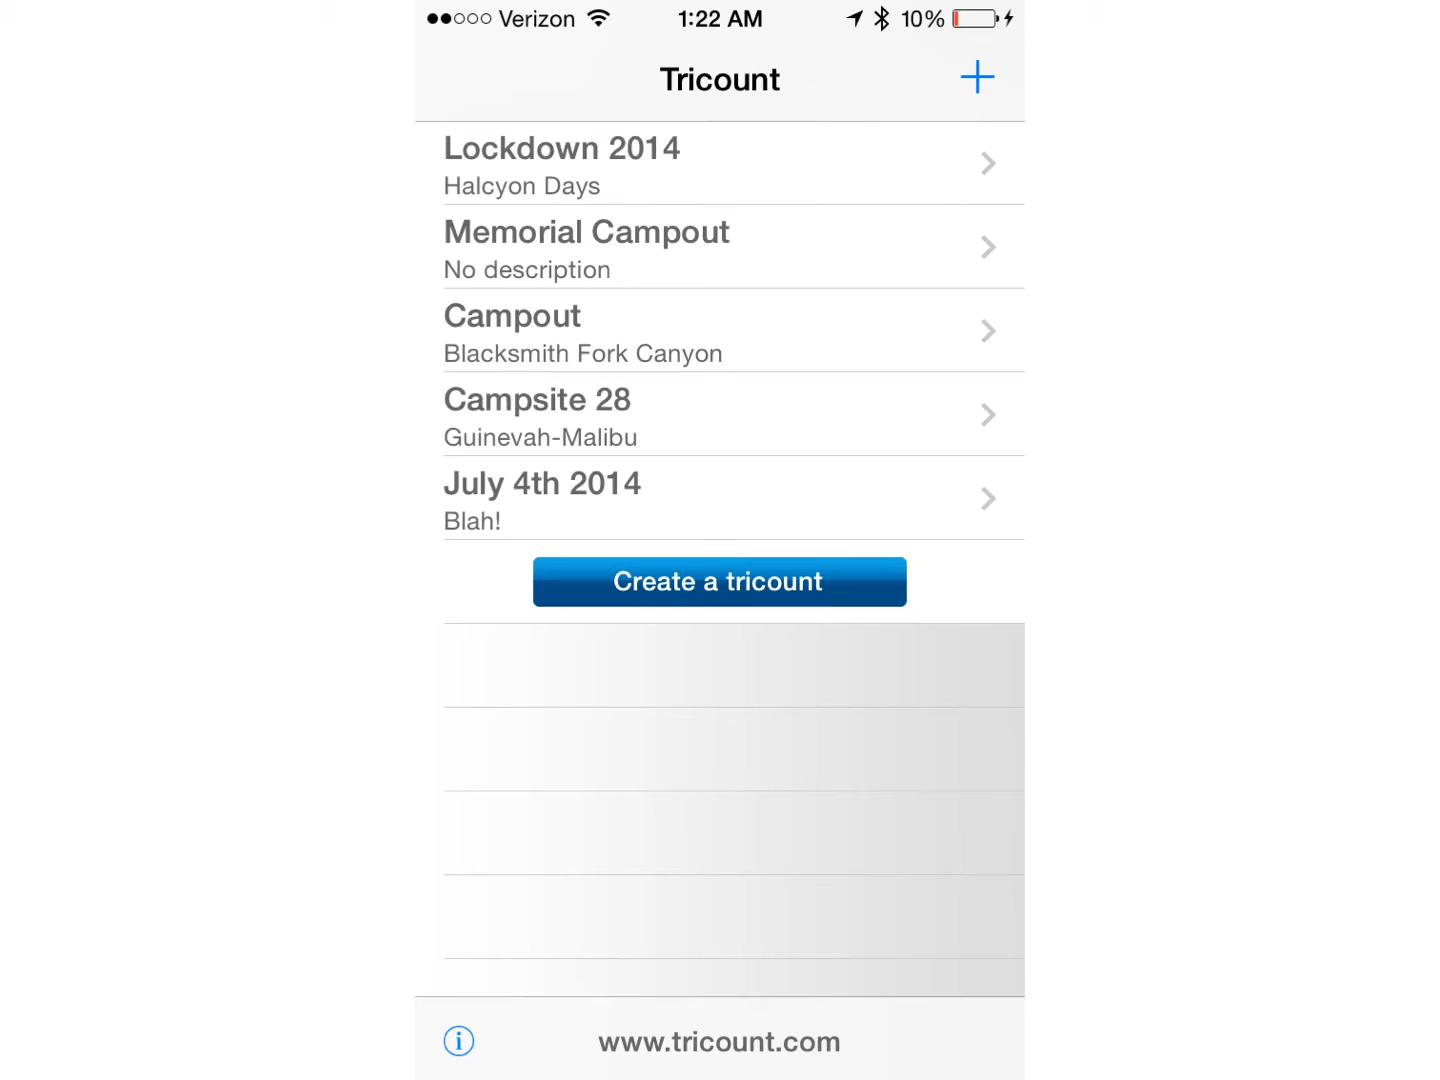 Verizon 1:22 AM 10%
Tricount
Lockdown 2014
Halcyon Days
Memorial Campout
No description
Campout
Blacksmith Fork Canyon
Campsite 28
Guinevah-Malibu
July 4th 2014
Blah!
Create a tricount
www.tricount.com